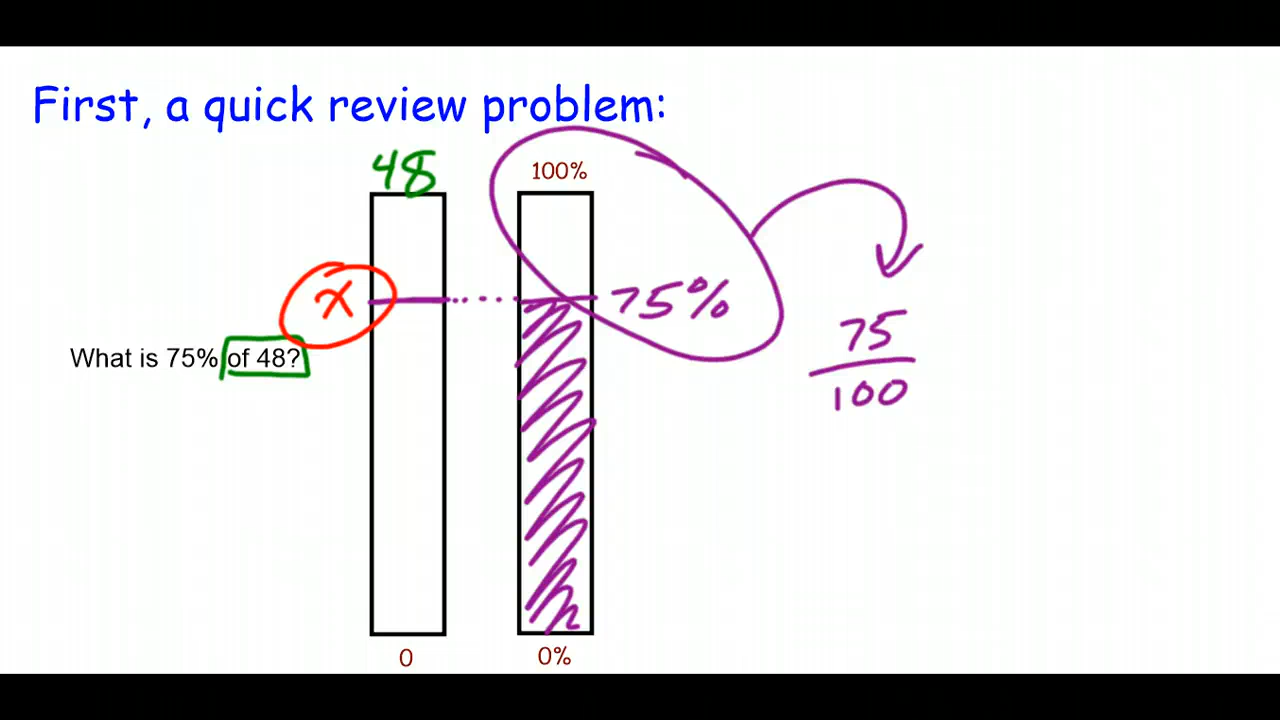 First, a quick review problem:
48
100%
x
75%
What is 75% of 48?
75
100
0
0%